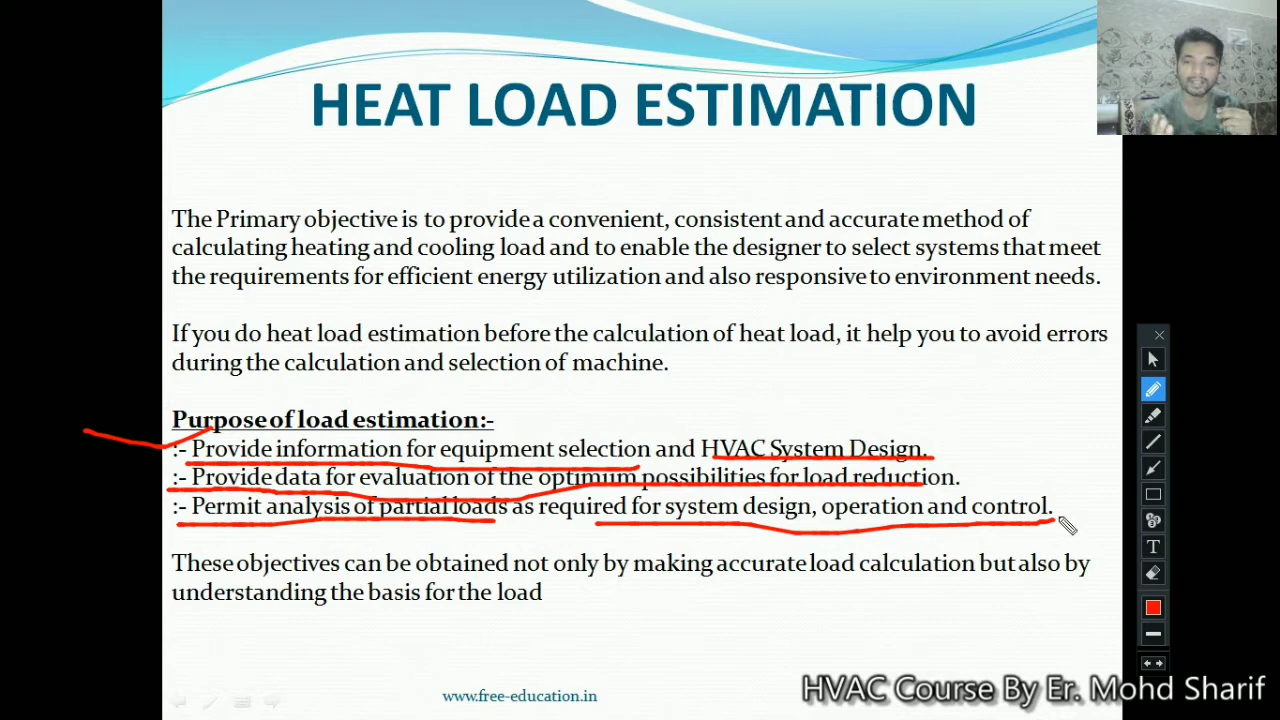 HEAT LOAD ESTIMATION
The Primary objective is to provide a convenient, consistent and accurate method of
calculating heating and cooling load and to enable the designer to select systems that meet
the requirements for efficient energy utilization and also responsive to environment needs.
If you do heat load estimation before the calculation of heat load, it help you to avoid errors
during the calculation and selection of machine.
Purpose of load estimation:-
:- Provide information for equipment selection and HVAC System Design.
:- Provide data for evaluation of the optimum possibilities for load reduction.
:- Permit analysis of partial loads as required for system design, operation and control.
These objectives can be obtained not only by making accurate load calculation but also by
understanding the basis for the load
www.free-education.in
HVAC Course By Er. Mohd Sharif